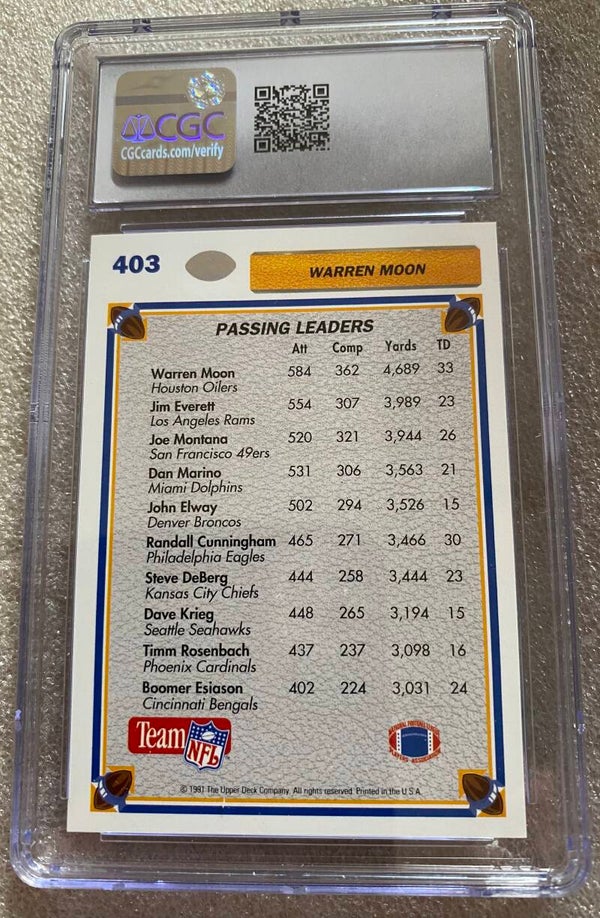 CGC
CGCcards.com/verify
403
WARREN MOON
PASSING LEADERS
Att Comp Yards TD
Warren Moon 584 362 4,689 33
Houston Oilers
Jim Everett 554 307 3,989 23
Los Angeles Rams
Joe Montana 520 321 3,944 26
San Francisco 49ers
Dan Marino 531 306 3,563 21
Miami Dolphins
John Elway 502 294 3,526 15
Denver Broncos
Randall Cunningham 465 271 3,466 30
Philadelphia Eagles
Steve DeBerg 444 258 3,444 23
Kansas City Chiefs
Dave Krieg 448 265 3,194 15
Seattle Seahawks
Timm Rosenbach 437 237 3,098 16
Phoenix Cardinals
Boomer Esiason 402 224 3,031 24
Cincinnati Bengals
Team NFL
© 1991 The Upper Deck Company. All rights reserved. Printed in the U.S.A.